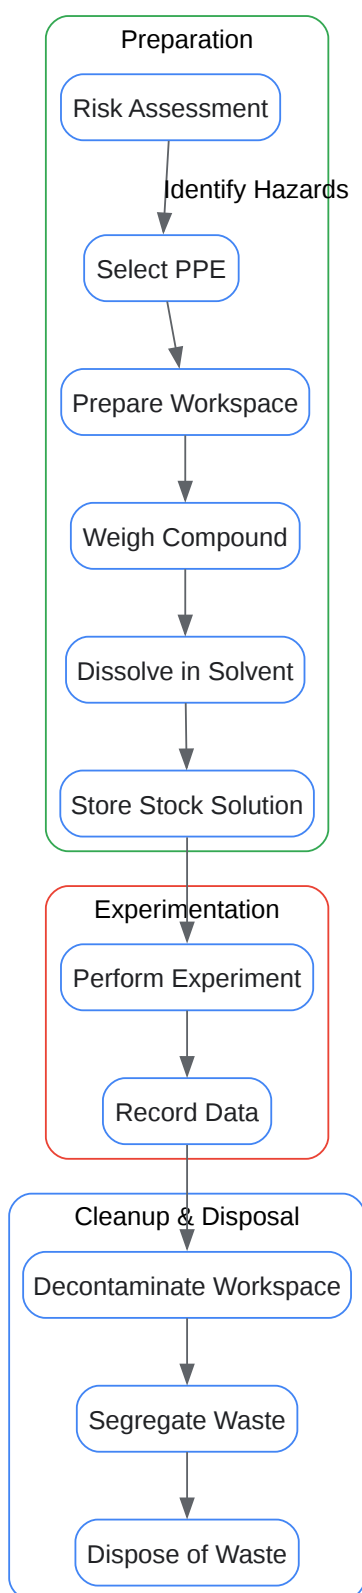 Preparation
Risk Assessment
Identify Hazards
Select PPE
Prepare Workspace
Weigh Compound
Dissolve in Solvent
Store Stock Solution
Experimentation
Perform Experiment
Record Data
Cleanup & Disposal
Decontaminate Workspace
Segregate Waste
Dispose of Waste